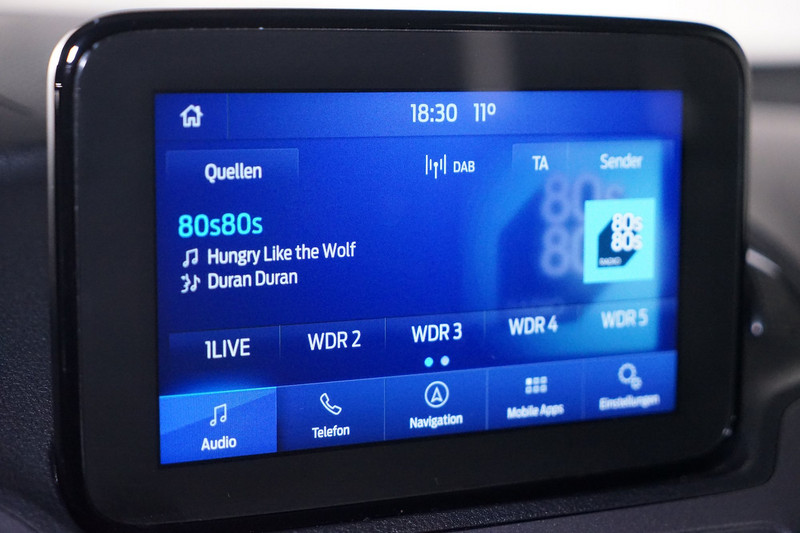 18:30 11°
Quellen DAB TA Sender
80s80s
Hungry Like the Wolf
Duran Duran
80s
80s
RADIO
1LIVE WDR 2 WDR 3 WDR 4 WDR 5
Audio Telefon Navigation Mobile Apps Einstellungen